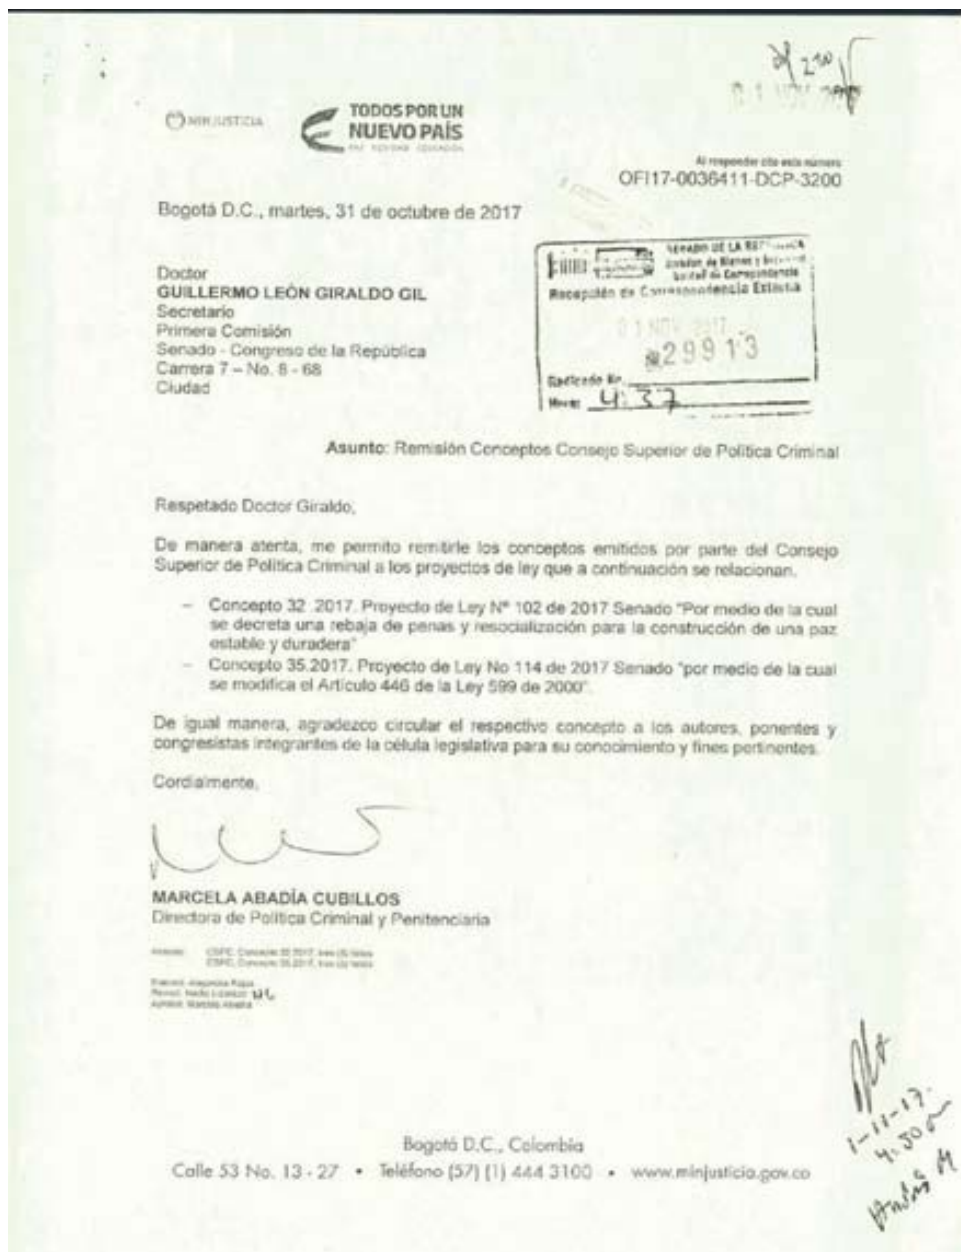 MINJUSTICIA
TODOS POR UN
NUEVO PAÍS
PAZ EQUIDAD EDUCACIÓN
Al responder cite este número
OFI17-0036411-DCP-3200
Bogotá D.C., martes, 31 de octubre de 2017
SENADO DE LA
Recepción de Correspondencia Externa
01 NOV 2017
29913
Radicado No.
Hora: 4:37
Doctor
GUILLERMO LEÓN GIRALDO GIL
Secretario
Primera Comisión
Senado - Congreso de la República
Carrera 7 – No. 8 - 68
Ciudad
Asunto: Remisión Conceptos Consejo Superior de Política Criminal
Respetado Doctor Giraldo,
De manera atenta, me permito remitirle los conceptos emitidos por parte del Consejo
Superior de Política Criminal a los proyectos de ley que a continuación se relacionan.
– Concepto 32 .2017. Proyecto de Ley N° 102 de 2017 Senado "Por medio de la cual
se decreta una rebaja de penas y resocialización para la construcción de una paz
estable y duradera"
– Concepto 35.2017. Proyecto de Ley No 114 de 2017 Senado "por medio de la cual
se modifica el Artículo 446 de la Ley 599 de 2000".
De igual manera, agradezco circular el respectivo concepto a los autores, ponentes y
congresistas integrantes de la célula legislativa para su conocimiento y fines pertinentes.
Cordialmente,
MARCELA ABADÍA CUBILLOS
Directora de Política Criminal y Penitenciaria
1-11-17.
4:30
Bogotá D.C., Colombia
Calle 53 No. 13 - 27 • Teléfono (57) (1) 444 3100 • www.minjusticia.gov.co